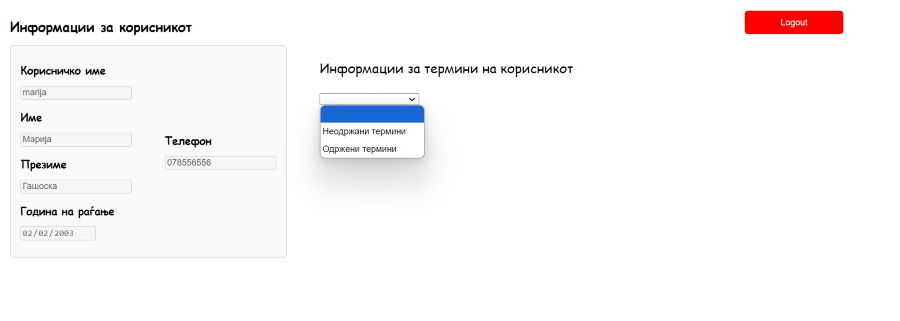 Информации за корисникот
Logout
Корисничко име
marija
Име
Марија
Презиме
Гашоска
Година на раѓање
02/02/2003
Телефон
078556556
Информации за термини на корисникот
Неодржани термини
Одржени термини